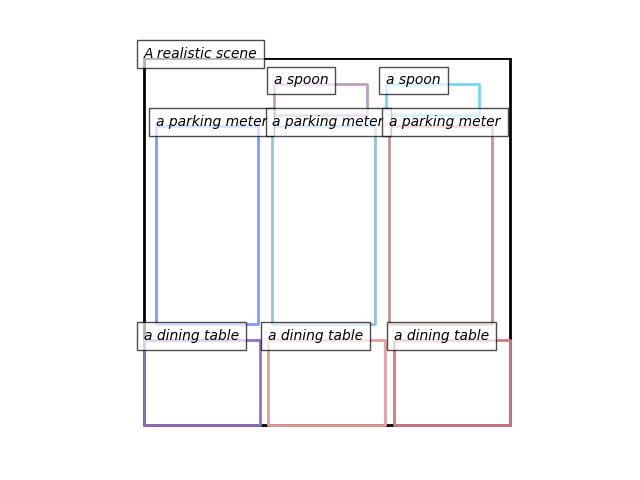 A realistic scene
a spoon
a spoon
a parking meter
a parking meter
a parking meter
a dining table
a dining table
a dining table